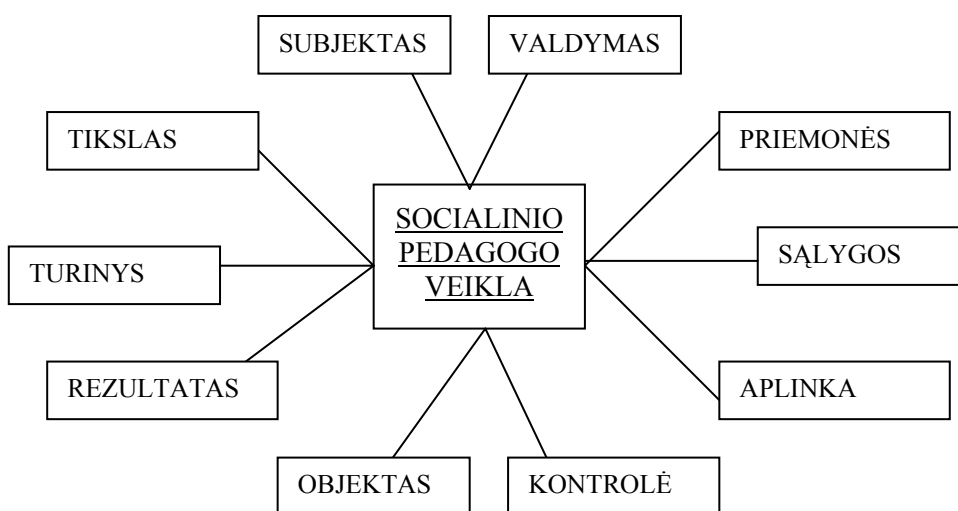 SUBJEKTAS
VALDYMAS
TIKSLAS
PRIEMONĖS
SOCIALINIO
PEDAGOGO
VEIKLA
TURINYS
SĄLYGOS
REZULTATAS
APLINKA
OBJEKTAS
KONTROLĖ